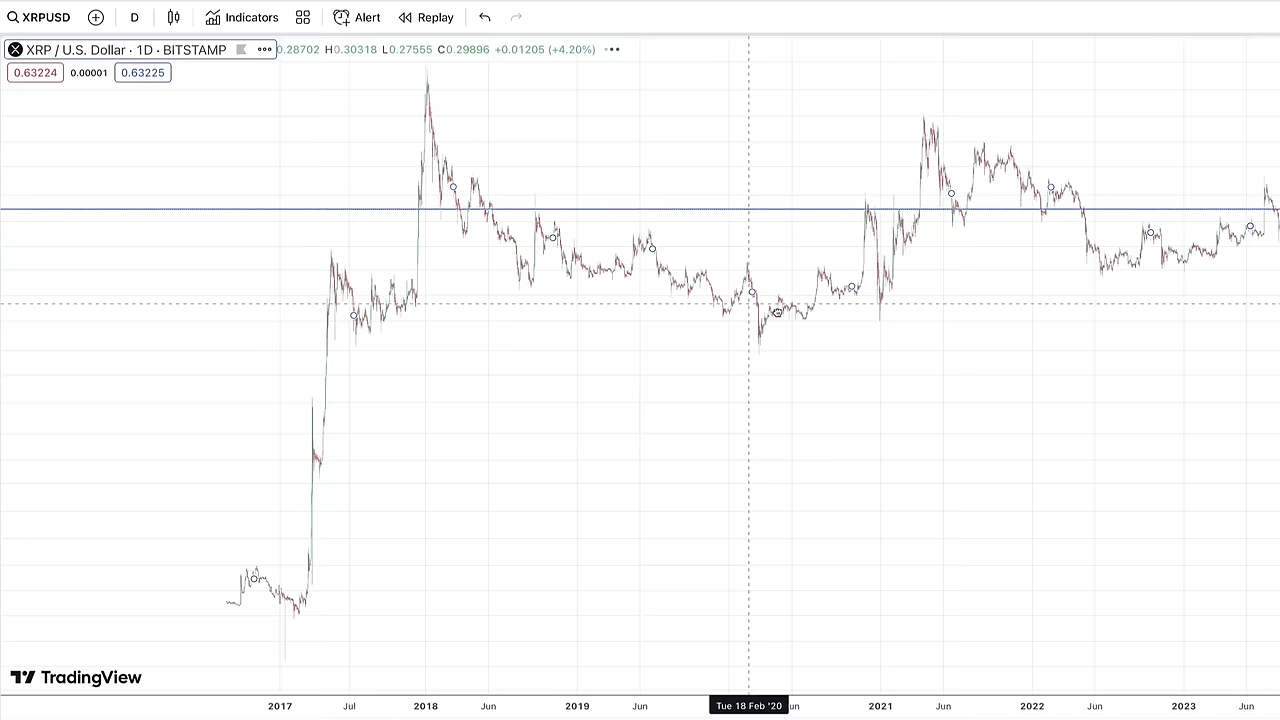 XRPUSD D Indicators Alert Replay
XRP / U.S. Dollar · 1D · BITSTAMP 0.28702 H0.30318 L0.27555 C0.29896 +0.01205 (+4.20%)
0.63224 0.00001 0.63225
TradingView
2017 Jul 2018 Jun 2019 Jun Tue 18 Feb '20 un 2021 Jun 2022 Jun 2023 Jun